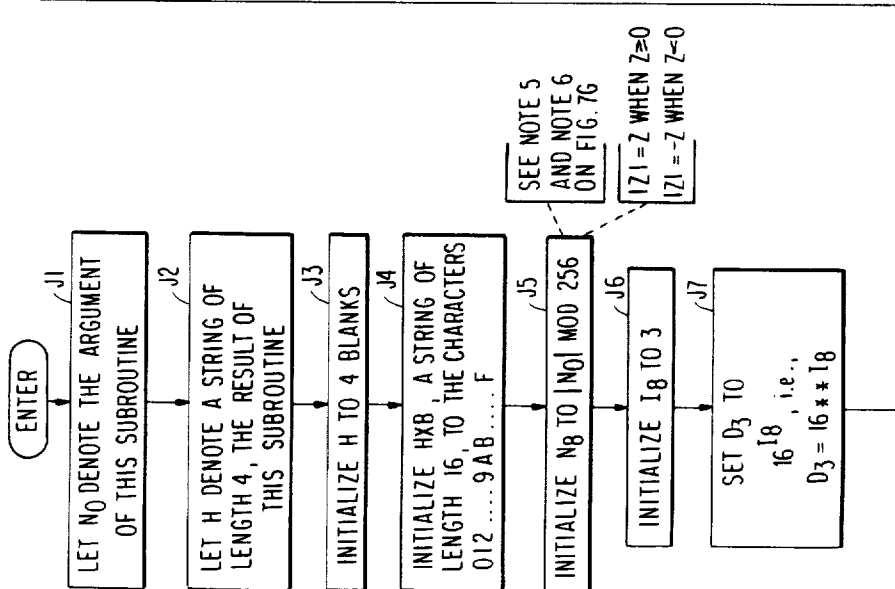 ENTER
J1
LET N₀ DENOTE THE ARGUMENT
OF THIS SUBROUTINE
J2
LET H DENOTE A STRING OF
LENGTH 4, THE RESULT OF
THIS SUBROUTINE
J3
INITIALIZE H TO 4 BLANKS
J4
INITIALIZE HXB, A STRING OF
LENGTH 16, TO THE CHARACTERS
012....9AB....F
J5
INITIALIZE N₈ TO |N₀| MOD 256
SEE NOTE 5
AND NOTE 6
ON FIG. 7G
|Z| = Z WHEN Z≥0
|Z| = -Z WHEN Z<0
J6
INITIALIZE I₈ TO 3
J7
SET D₃ TO
16^I₈, i.e.,
D₃ = 16**I₈